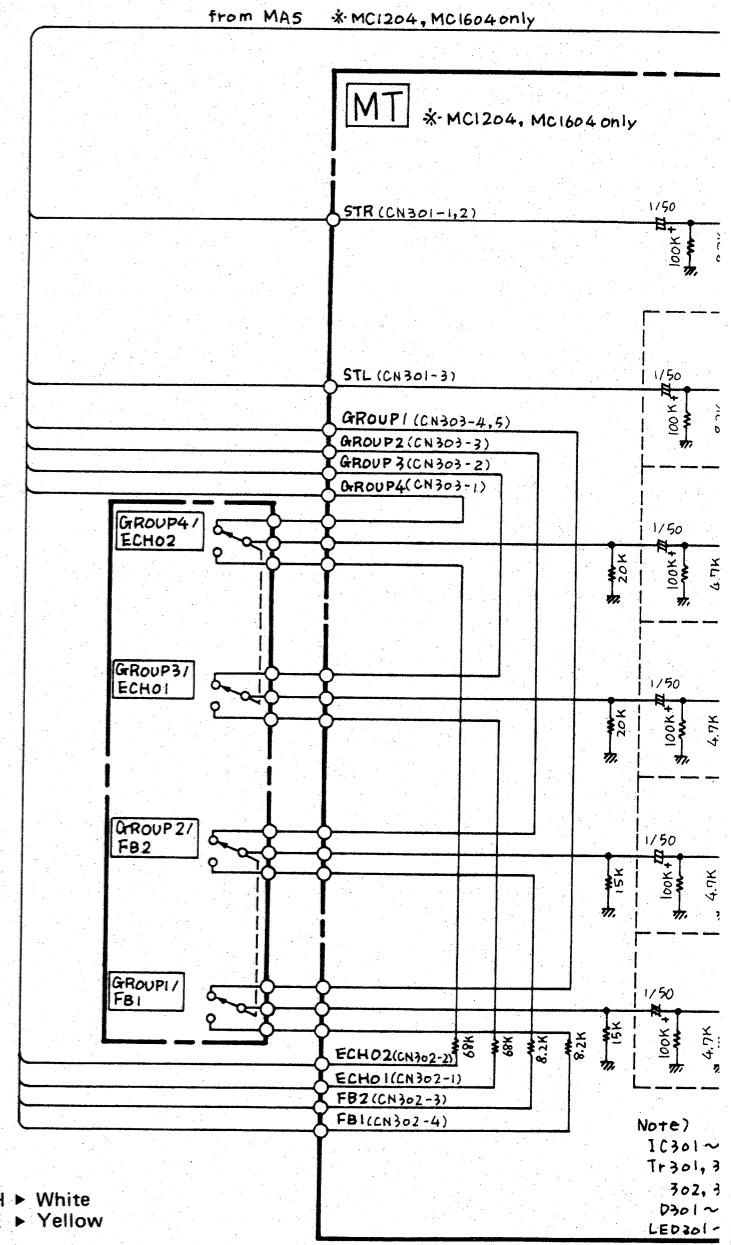 from MAS ※ MC1204, MC1604 only
MT
※ MC1204, MC1604 only
STR (CN301-1,2)
1/50
+
100K
STL (CN301-3)
1/50
+
100K
GROUP1 (CN303-4,5)
GROUP2 (CN303-3)
GROUP3 (CN303-2)
GROUP4 (CN303-1)
GROUP4/
ECHO2
1/50
+
20K
100K
4.7K
GROUP3/
ECHO1
1/50
+
20K
100K
4.7K
GROUP2/
FB2
1/50
+
15K
100K
4.7K
GROUP1/
FB1
1/50
+
15K
100K
4.7K
68K
68K
8.2K
8.2K
ECHO2 (CN302-2)
ECHO1 (CN302-1)
FB2 (CN302-3)
FB1 (CN302-4)
Note)
IC301~
Tr301, 3
302, 3
D301~
LED301-
► White
► Yellow